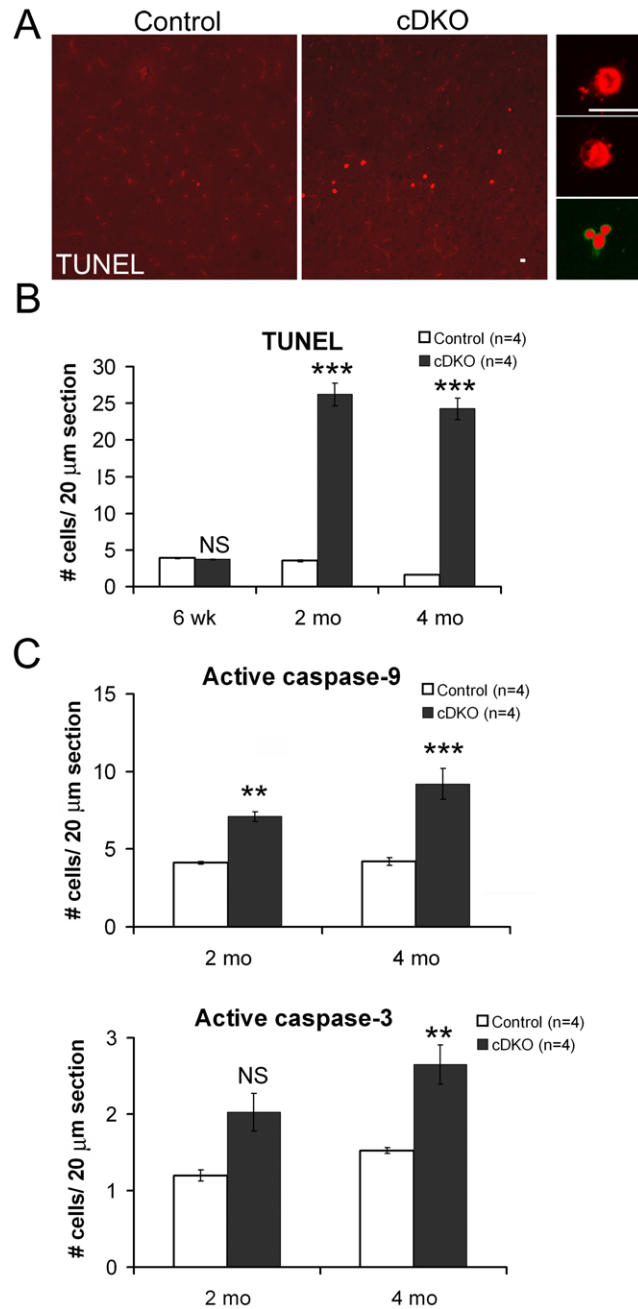 A
Control
cDKO
TUNEL
B
TUNEL
Control (n=4)
cDKO (n=4)
# cells/ 20 μm section
30
25
20
15
10
5
0
NS
***
***
6 wk
2 mo
4 mo
C
Active caspase-9
Control (n=4)
cDKO (n=4)
# cells/ 20 μm section
15
10
5
0
**
***
2 mo
4 mo
Active caspase-3
Control (n=4)
cDKO (n=4)
# cells/ 20 μm section
3
2
1
0
NS
**
2 mo
4 mo